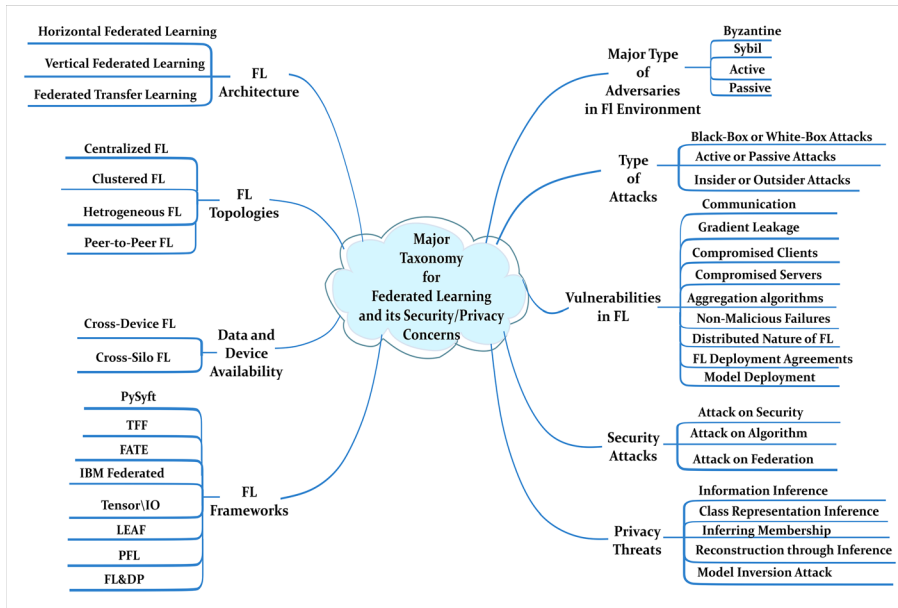 Horizontal Federated Learning
Vertical Federated Learning
Federated Transfer Learning
FL
Architecture
Centralized FL
Clustered FL
Hetrogeneous FL
Peer-to-Peer FL
FL
Topologies
Cross-Device FL
Cross-Silo FL
Data and
Device
Availability
PySyft
TFF
FATE
IBM Federated
Tensor\IO
LEAF
PFL
FL&DP
FL
Frameworks
Major
Taxonomy
for
Federated Learning
and its Security/Privacy
Concerns
Major Type
of
Adversaries
in Fl Environment
Byzantine
Sybil
Active
Passive
Type
of
Attacks
Black-Box or White-Box Attacks
Active or Passive Attacks
Insider or Outsider Attacks
Vulnerabilities
in FL
Communication
Gradient Leakage
Compromised Clients
Compromised Servers
Aggregation algorithms
Non-Malicious Failures
Distributed Nature of FL
FL Deployment Agreements
Model Deployment
Security
Attacks
Attack on Security
Attack on Algorithm
Attack on Federation
Privacy
Threats
Information Inference
Class Representation Inference
Inferring Membership
Reconstruction through Inference
Model Inversion Attack